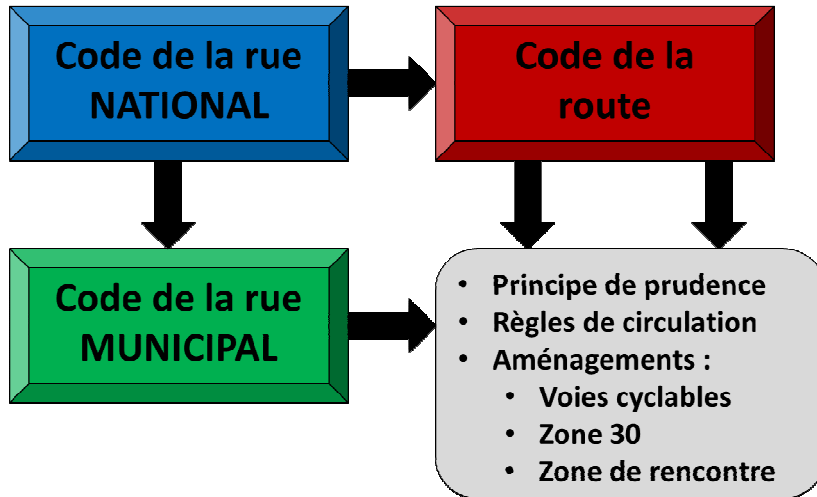 Code de la rue
NATIONAL
Code de la
route
Code de la rue
MUNICIPAL
• Principe de prudence
• Règles de circulation
• Aménagements :
• Voies cyclables
• Zone 30
• Zone de rencontre